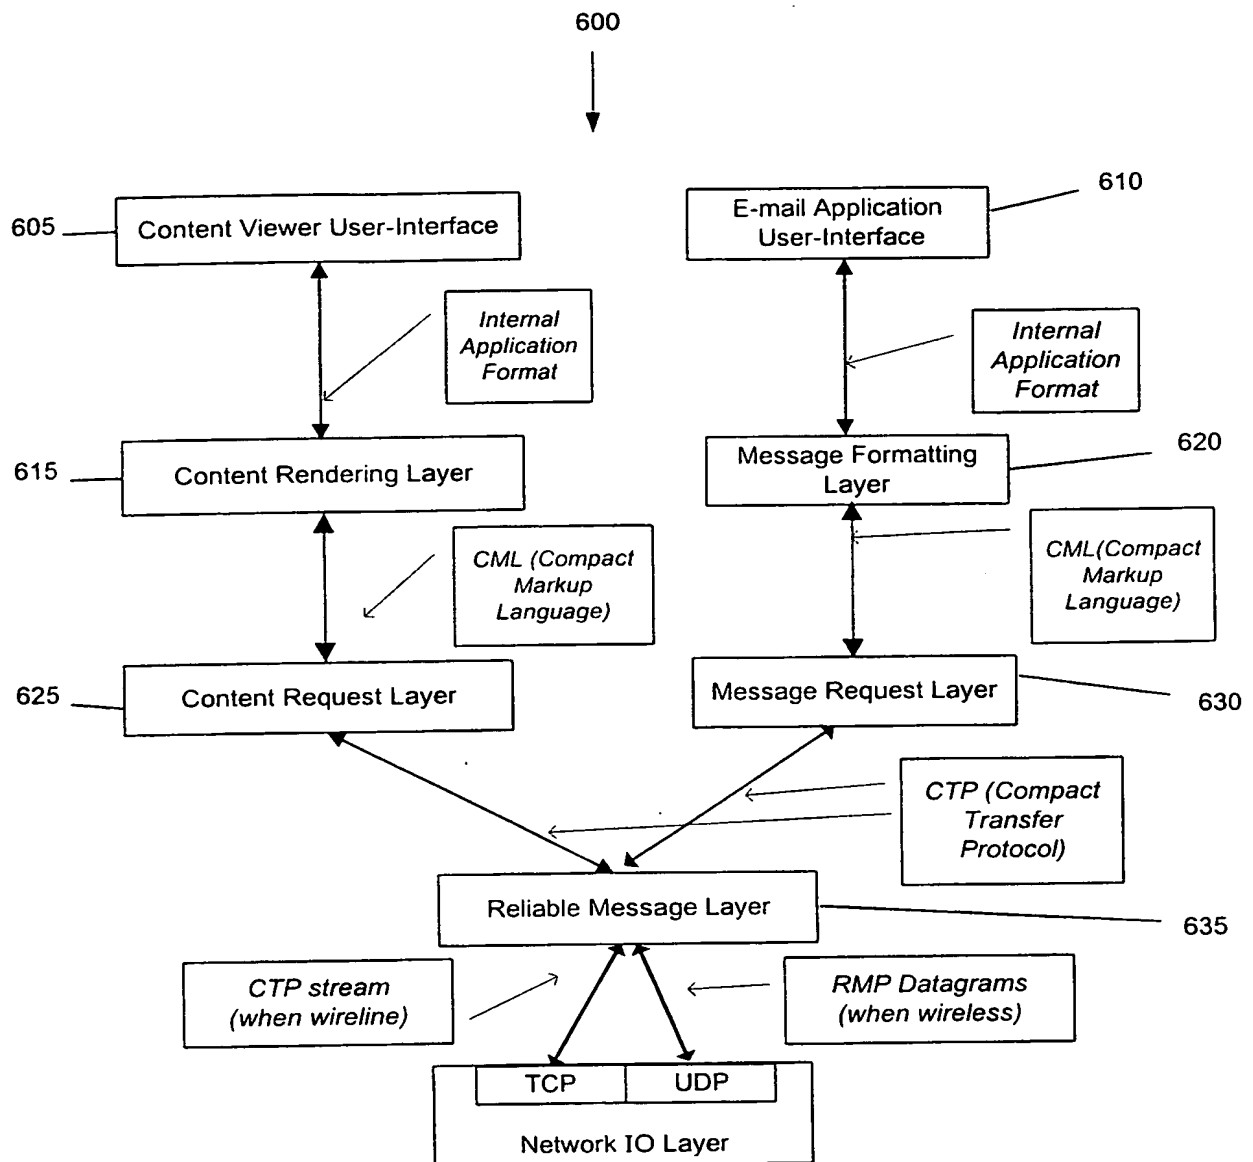 600
605
Content Viewer User-Interface
E-mail Application
User-Interface
610
Internal
Application
Format
Internal
Application
Format
615
Content Rendering Layer
Message Formatting
Layer
620
CML (Compact
Markup
Language)
CML(Compact
Markup
Language)
625
Content Request Layer
Message Request Layer
630
CTP (Compact
Transfer
Protocol)
Reliable Message Layer
635
CTP stream
(when wireline)
RMP Datagrams
(when wireless)
TCP
UDP
Network IO Layer